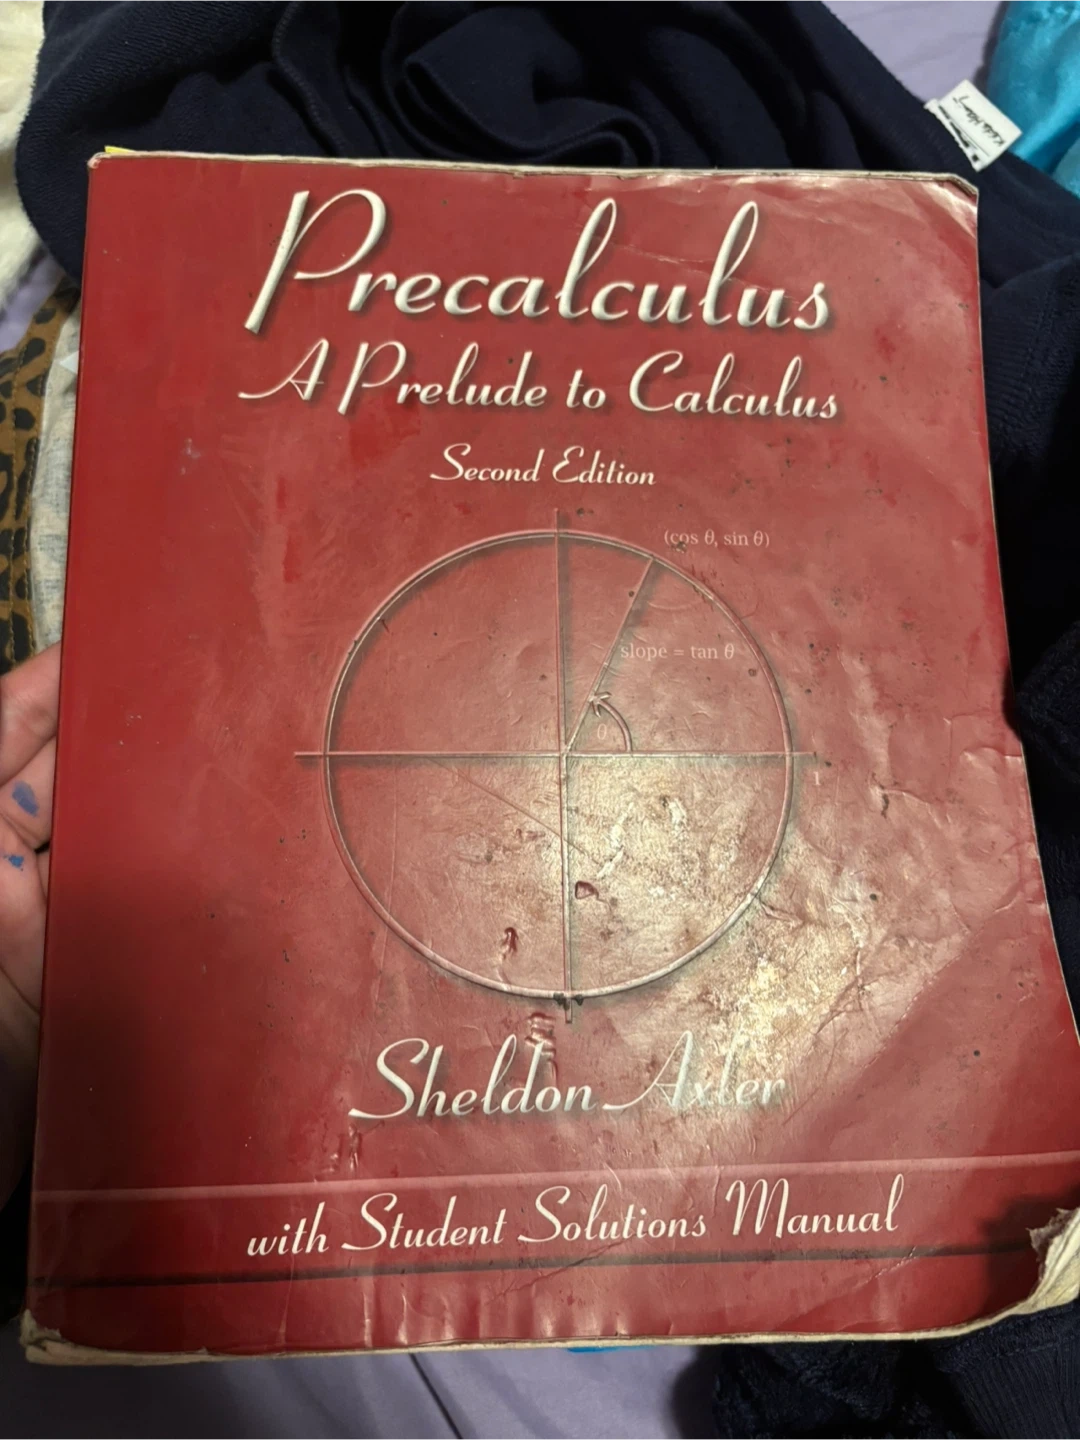 Precalculus
A Prelude to Calculus
Second Edition
(cos θ, sin θ)
slope = tan θ
θ
1
Sheldon Axler
with Student Solutions Manual